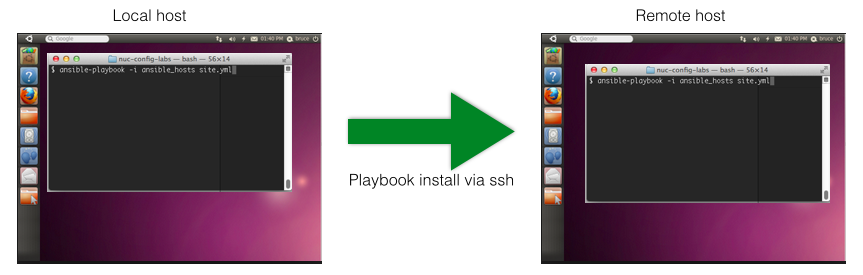 Local host
Remote host
Google
01:40 PM
bruce
nuc-config-labs — bash — 56×14
$ ansible-playbook -i ansible_hosts site.yml
Playbook install via ssh
Google
01:40 PM
bruce
nuc-config-labs — bash — 56×14
$ ansible-playbook -i ansible_hosts site.yml